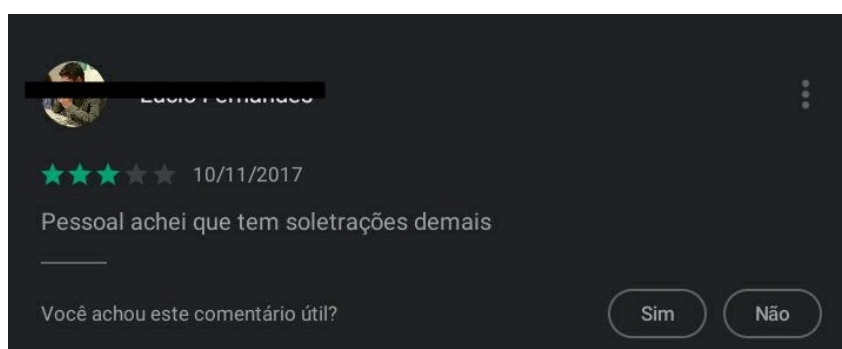 10/11/2017
Pessoal achei que tem soletrações demais
Você achou este comentário útil?
Sim
Não